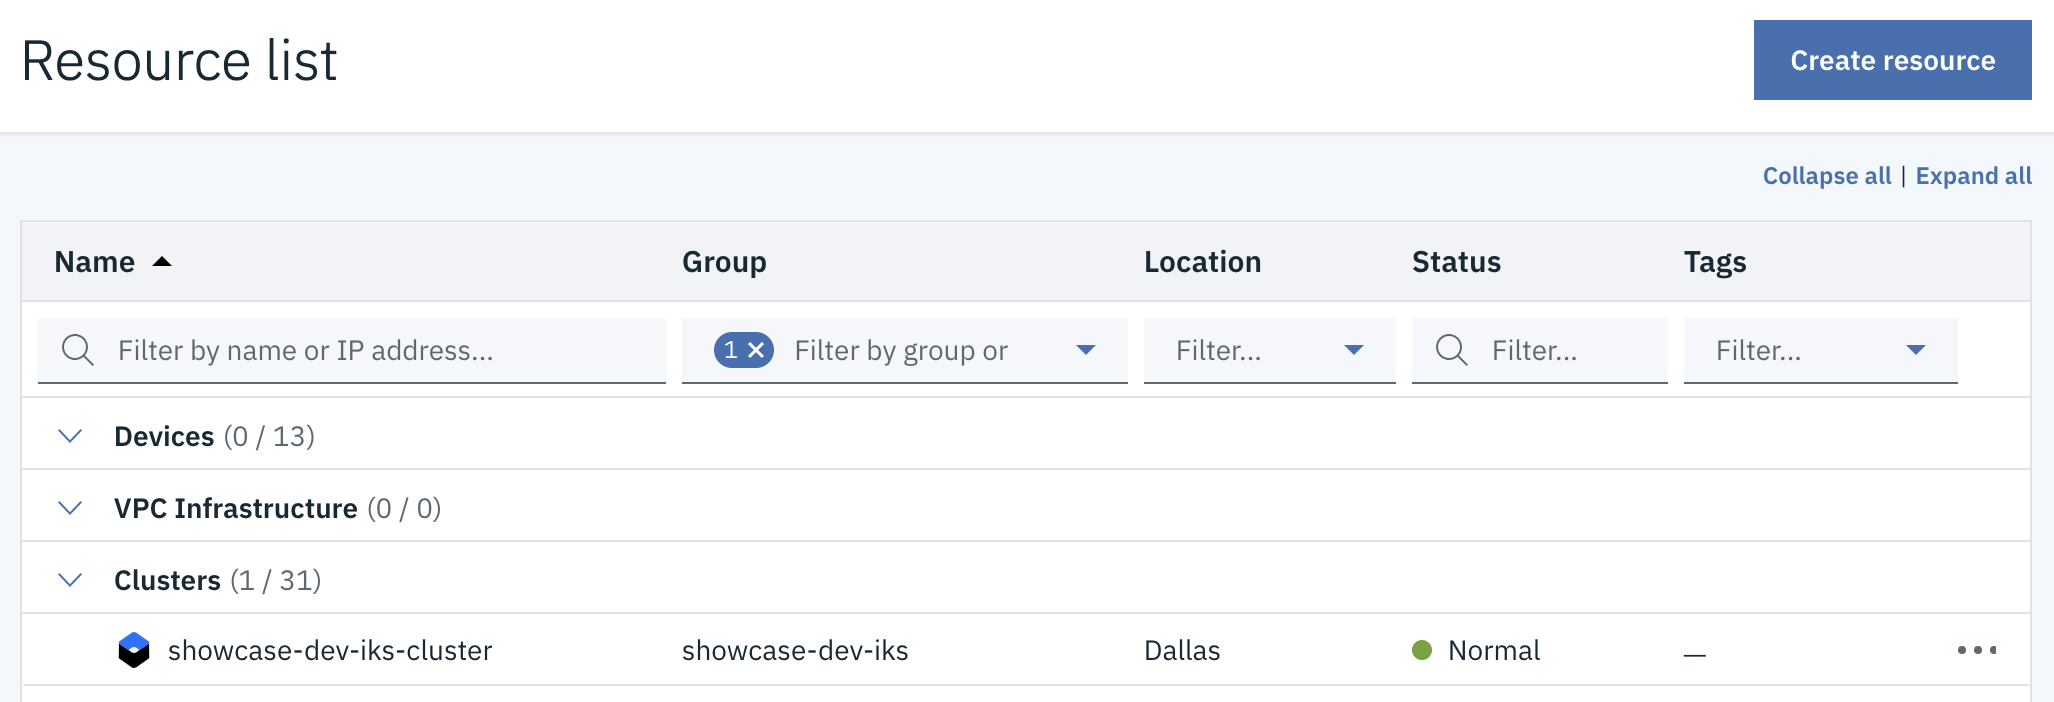 Resource list
Create resource
Collapse all | Expand all
Name Group Location Status Tags
Filter by name or IP address... 1 Filter by group or Filter... Filter... Filter...
Devices (0 / 13)
VPC Infrastructure (0 / 0)
Clusters (1 / 31)
showcase-dev-iks-cluster showcase-dev-iks Dallas Normal —